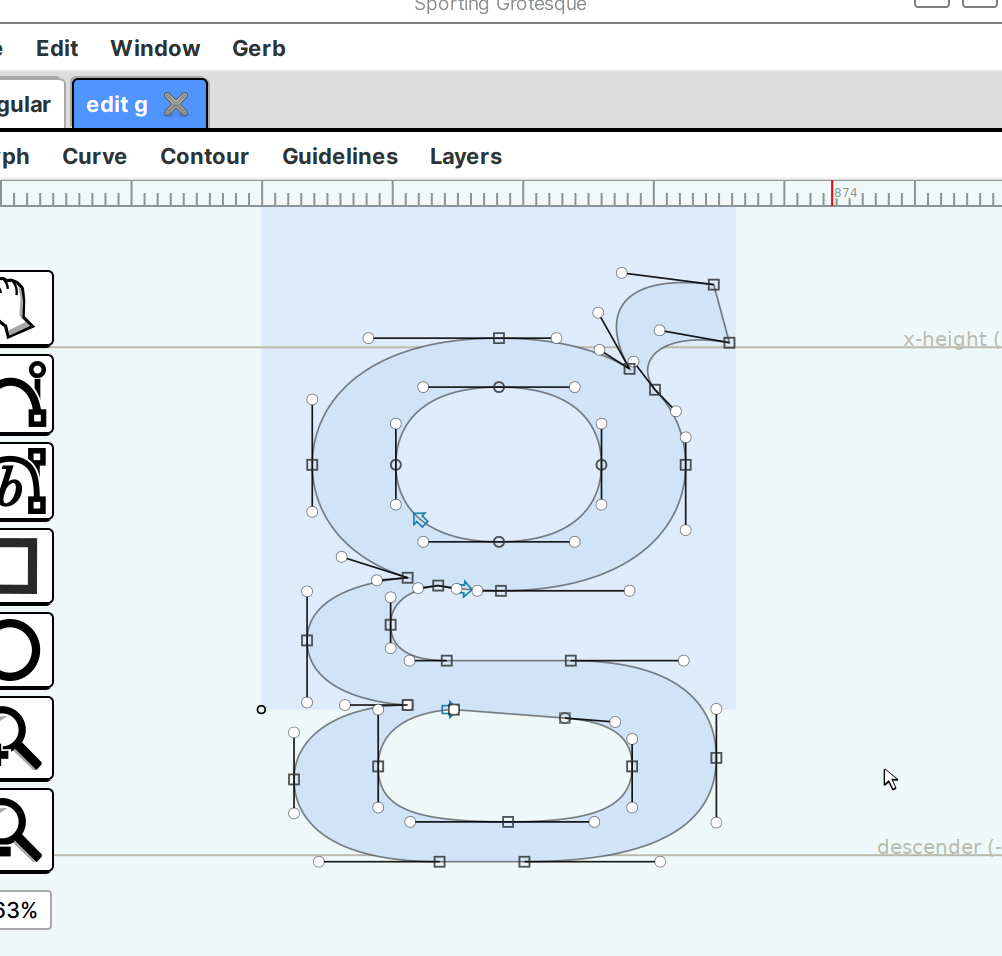 Sporting Grotesque
e Edit Window Gerb
gular edit g
ph Curve Contour Guidelines Layers
874
x-height (
b
descender (-
63%